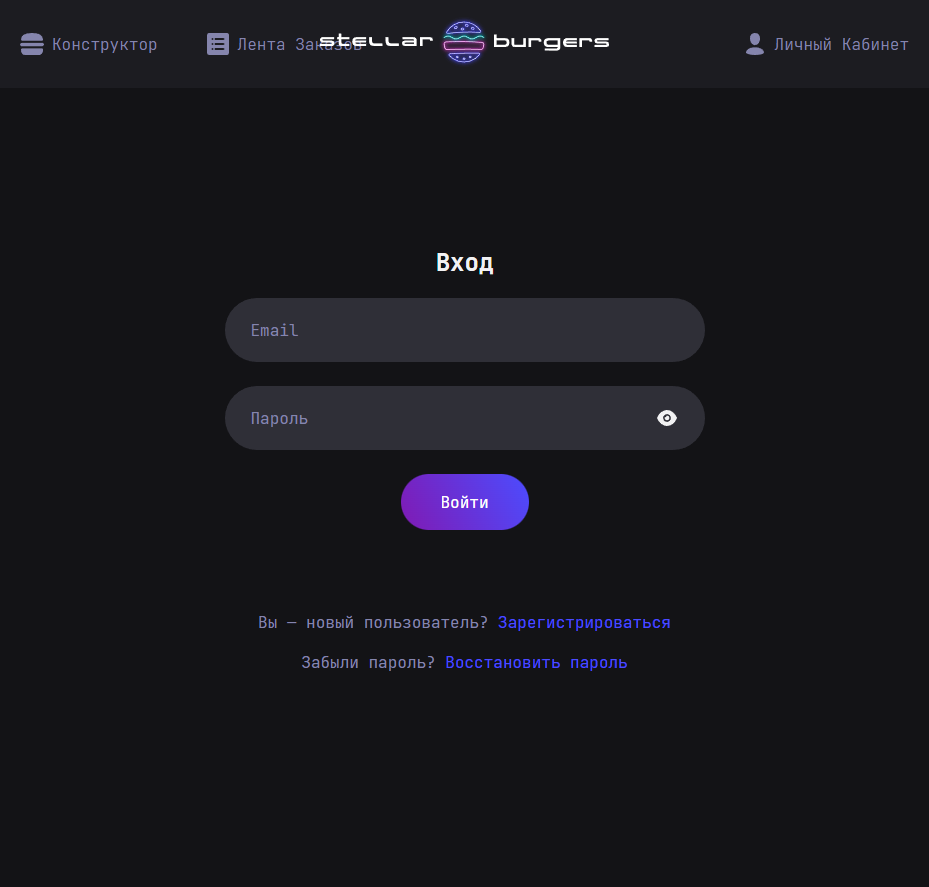 Конструктор
Лента Заказов
stellar burgers
Личный Кабинет
Вход
Email
Пароль
Войти
Вы — новый пользователь? Зарегистрироваться
Забыли пароль? Восстановить пароль